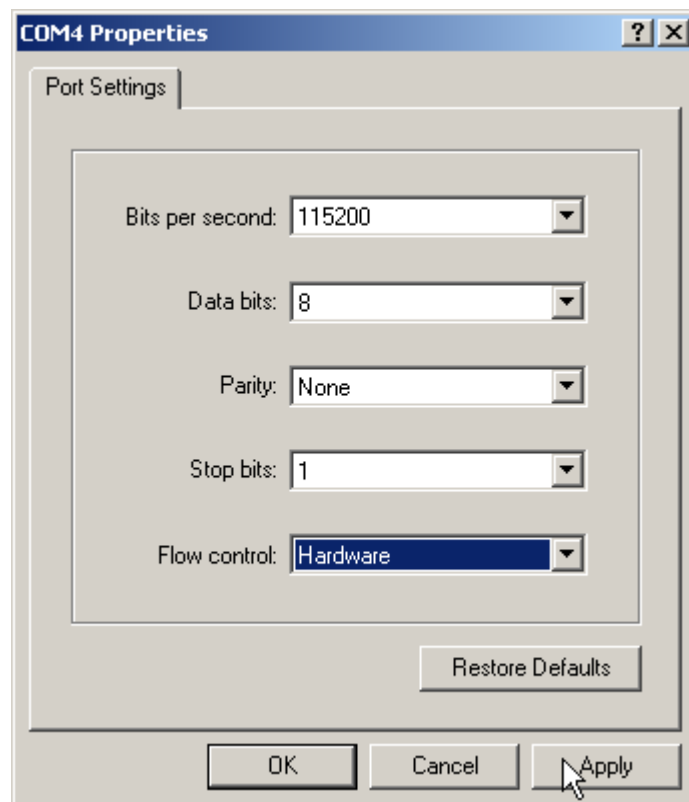 COM4 Properties
Port Settings
Bits per second: 115200
Data bits: 8
Parity: None
Stop bits: 1
Flow control: Hardware
Restore Defaults
OK Cancel Apply